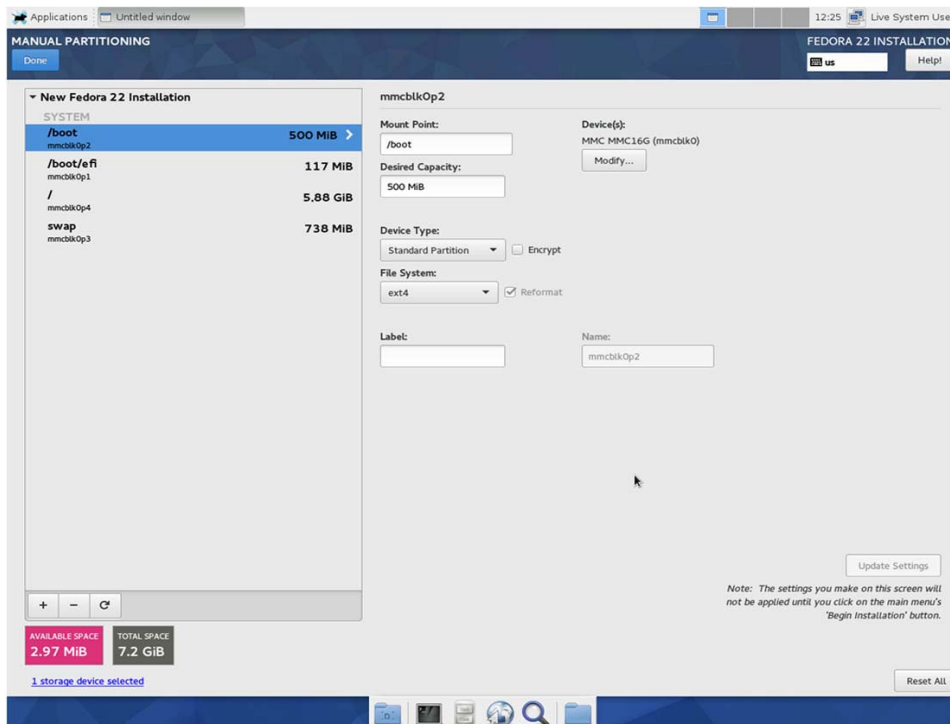 Applications Untitled window 12:25 Live System Use
MANUAL PARTITIONING FEDORA 22 INSTALLATION
Done us Help!
New Fedora 22 Installation
SYSTEM
/boot 500 MiB
mmcblk0p2
/boot/efi 117 MiB
mmcblk0p1
/ 5.88 GiB
mmcblk0p4
swap 738 MiB
mmcblk0p3
mmcblk0p2
Mount Point: Device(s):
/boot MMC MMC16G (mmcblk0)
Modify...
Desired Capacity:
500 MiB
Device Type:
Standard Partition Encrypt
File System:
ext4 Reformat
Label: Name:
mmcblk0p2
Update Settings
Note: The settings you make on this screen will
not be applied until you click on the main menu's
'Begin Installation' button.
+ −
AVAILABLE SPACE TOTAL SPACE
2.97 MiB 7.2 GiB
1 storage device selected
Reset All